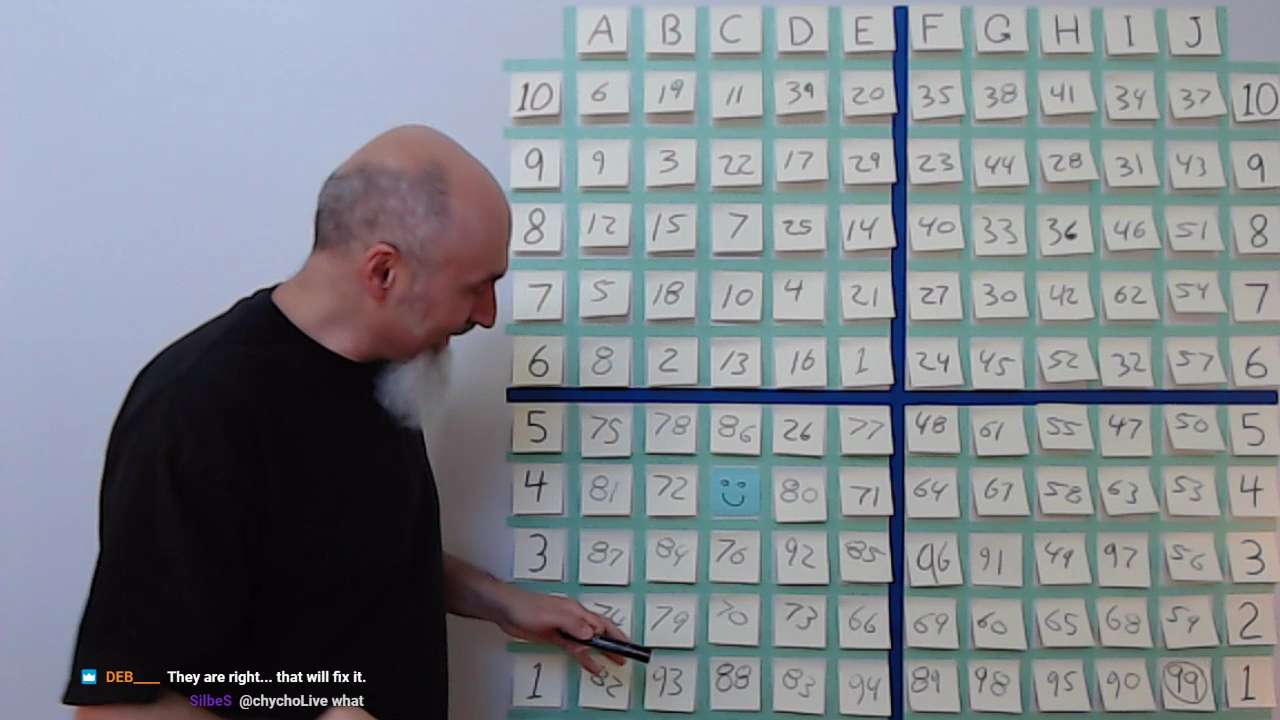 A B C D E F G H I J
10 6 19 11 39 20 35 38 41 34 37 10
9 9 3 22 17 29 23 44 28 31 43 9
8 12 15 7 25 14 40 33 36 46 51 8
7 5 18 10 4 21 27 30 42 62 54 7
6 8 2 13 16 1 24 45 52 32 57 6
5 75 78 86 26 77 48 61 55 47 50 5
4 81 72 80 71 64 67 58 63 53 4
3 87 84 76 92 85 96 91 49 97 56 3
74 79 70 73 66 69 60 65 68 59 2
1 82 93 88 83 94 89 98 95 90 99 1
DEB____ They are right... that will fix it.
SilbeS @chychoLive what